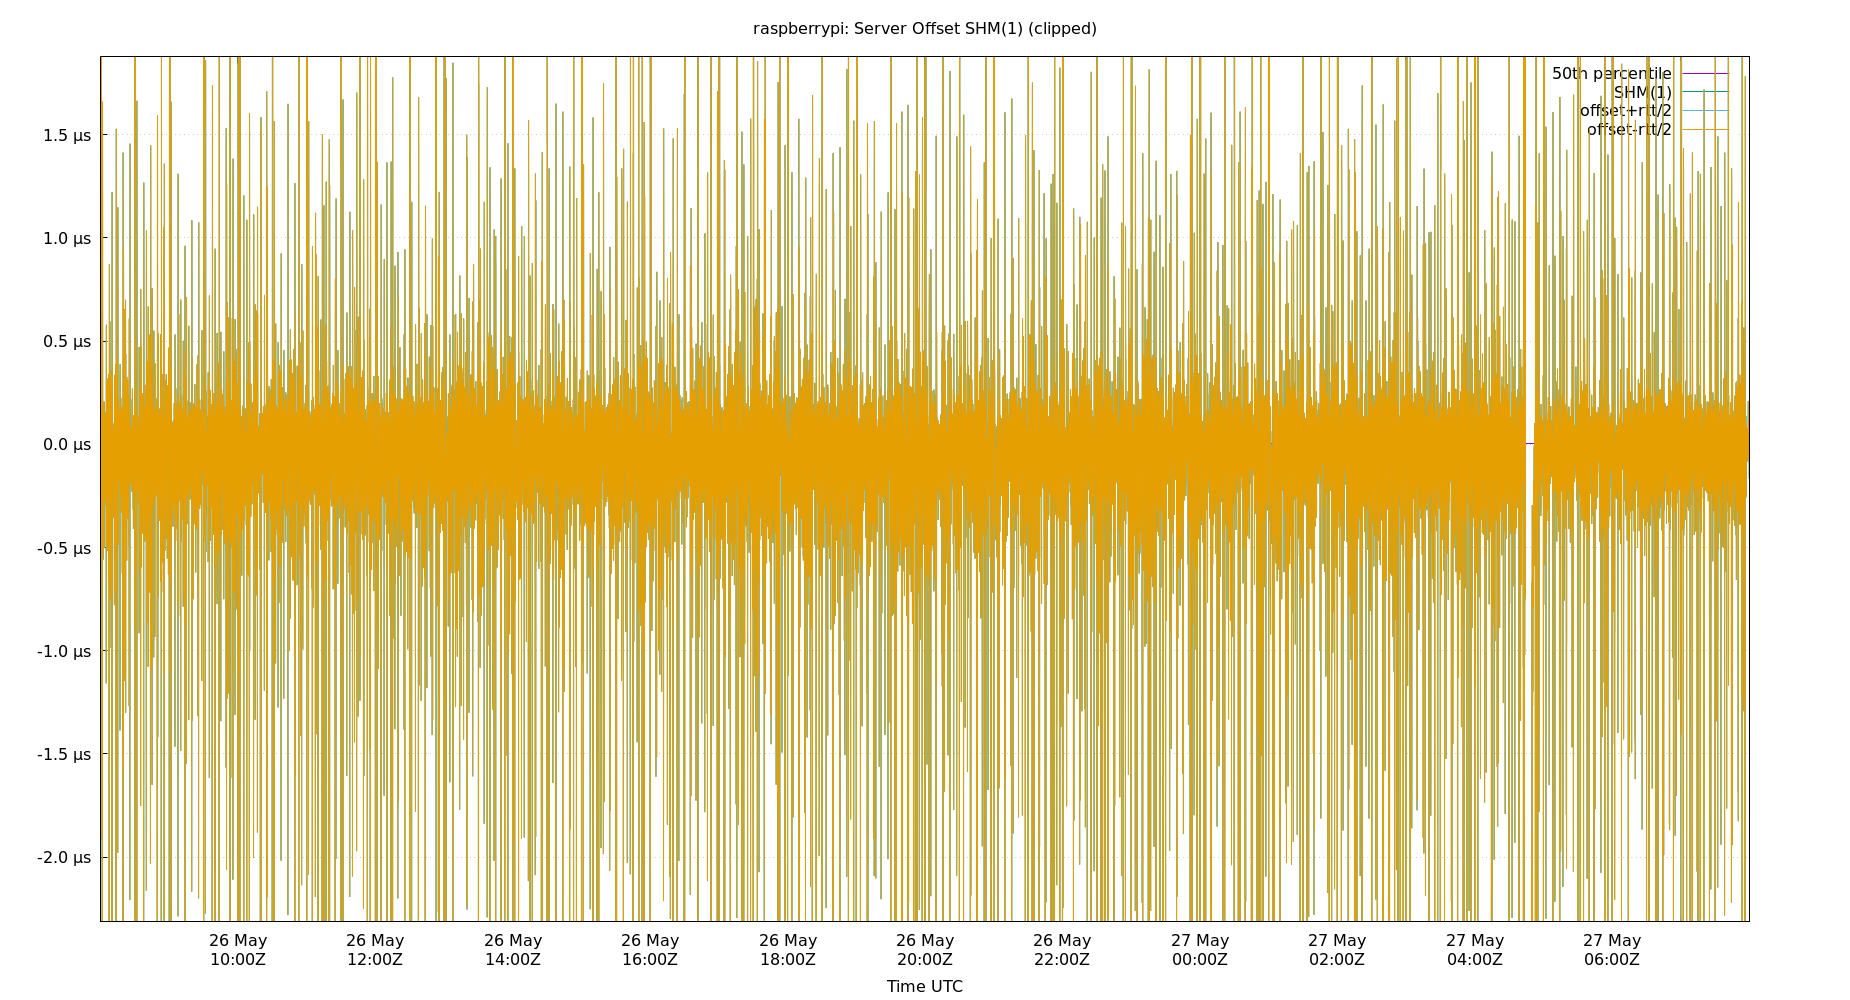 raspberrypi: Server Offset SHM(1) (clipped)
50th percentile
SHM(1)
offset+rtt/2
offset-rtt/2
1.5 µs
1.0 µs
0.5 µs
0.0 µs
-0.5 µs
-1.0 µs
-1.5 µs
-2.0 µs
26 May 26 May 26 May 26 May 26 May 26 May 26 May 27 May 27 May 27 May 27 May
10:00Z 12:00Z 14:00Z 16:00Z 18:00Z 20:00Z 22:00Z 00:00Z 02:00Z 04:00Z 06:00Z
Time UTC